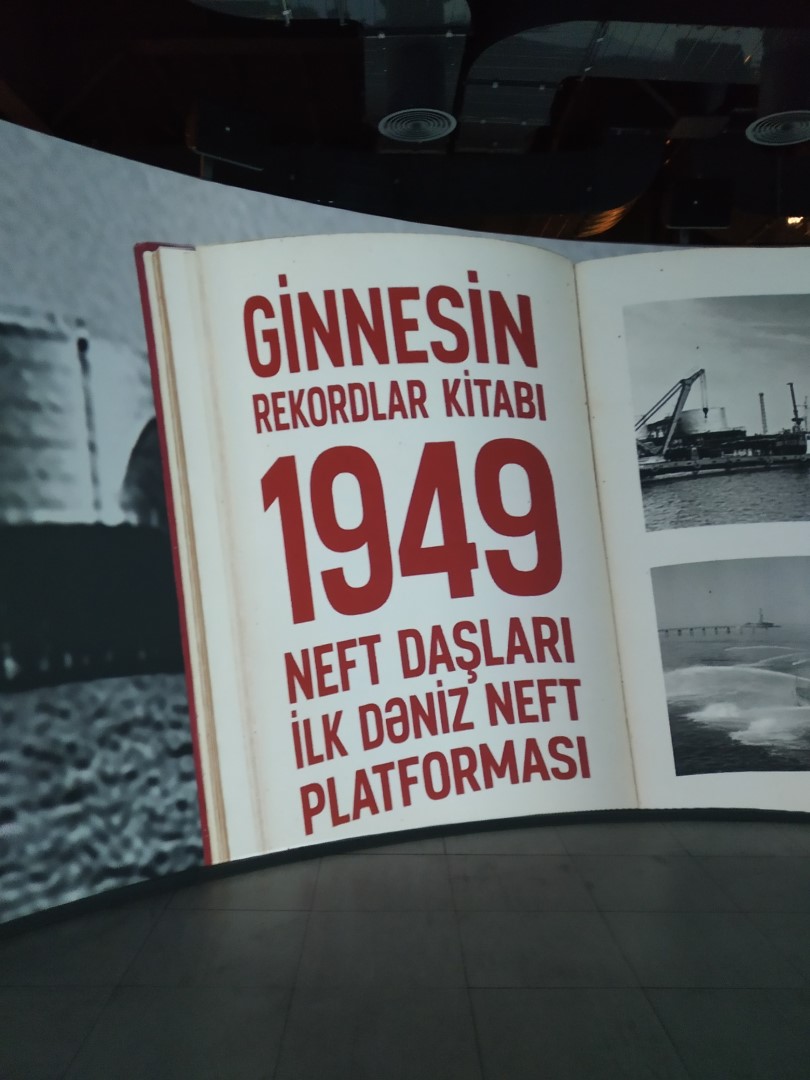 GİNNESİN
REKORDLAR KİTABI
1949
NEFT DAŞLARI
İLK DƏNİZ NEFT
PLATFORMASI